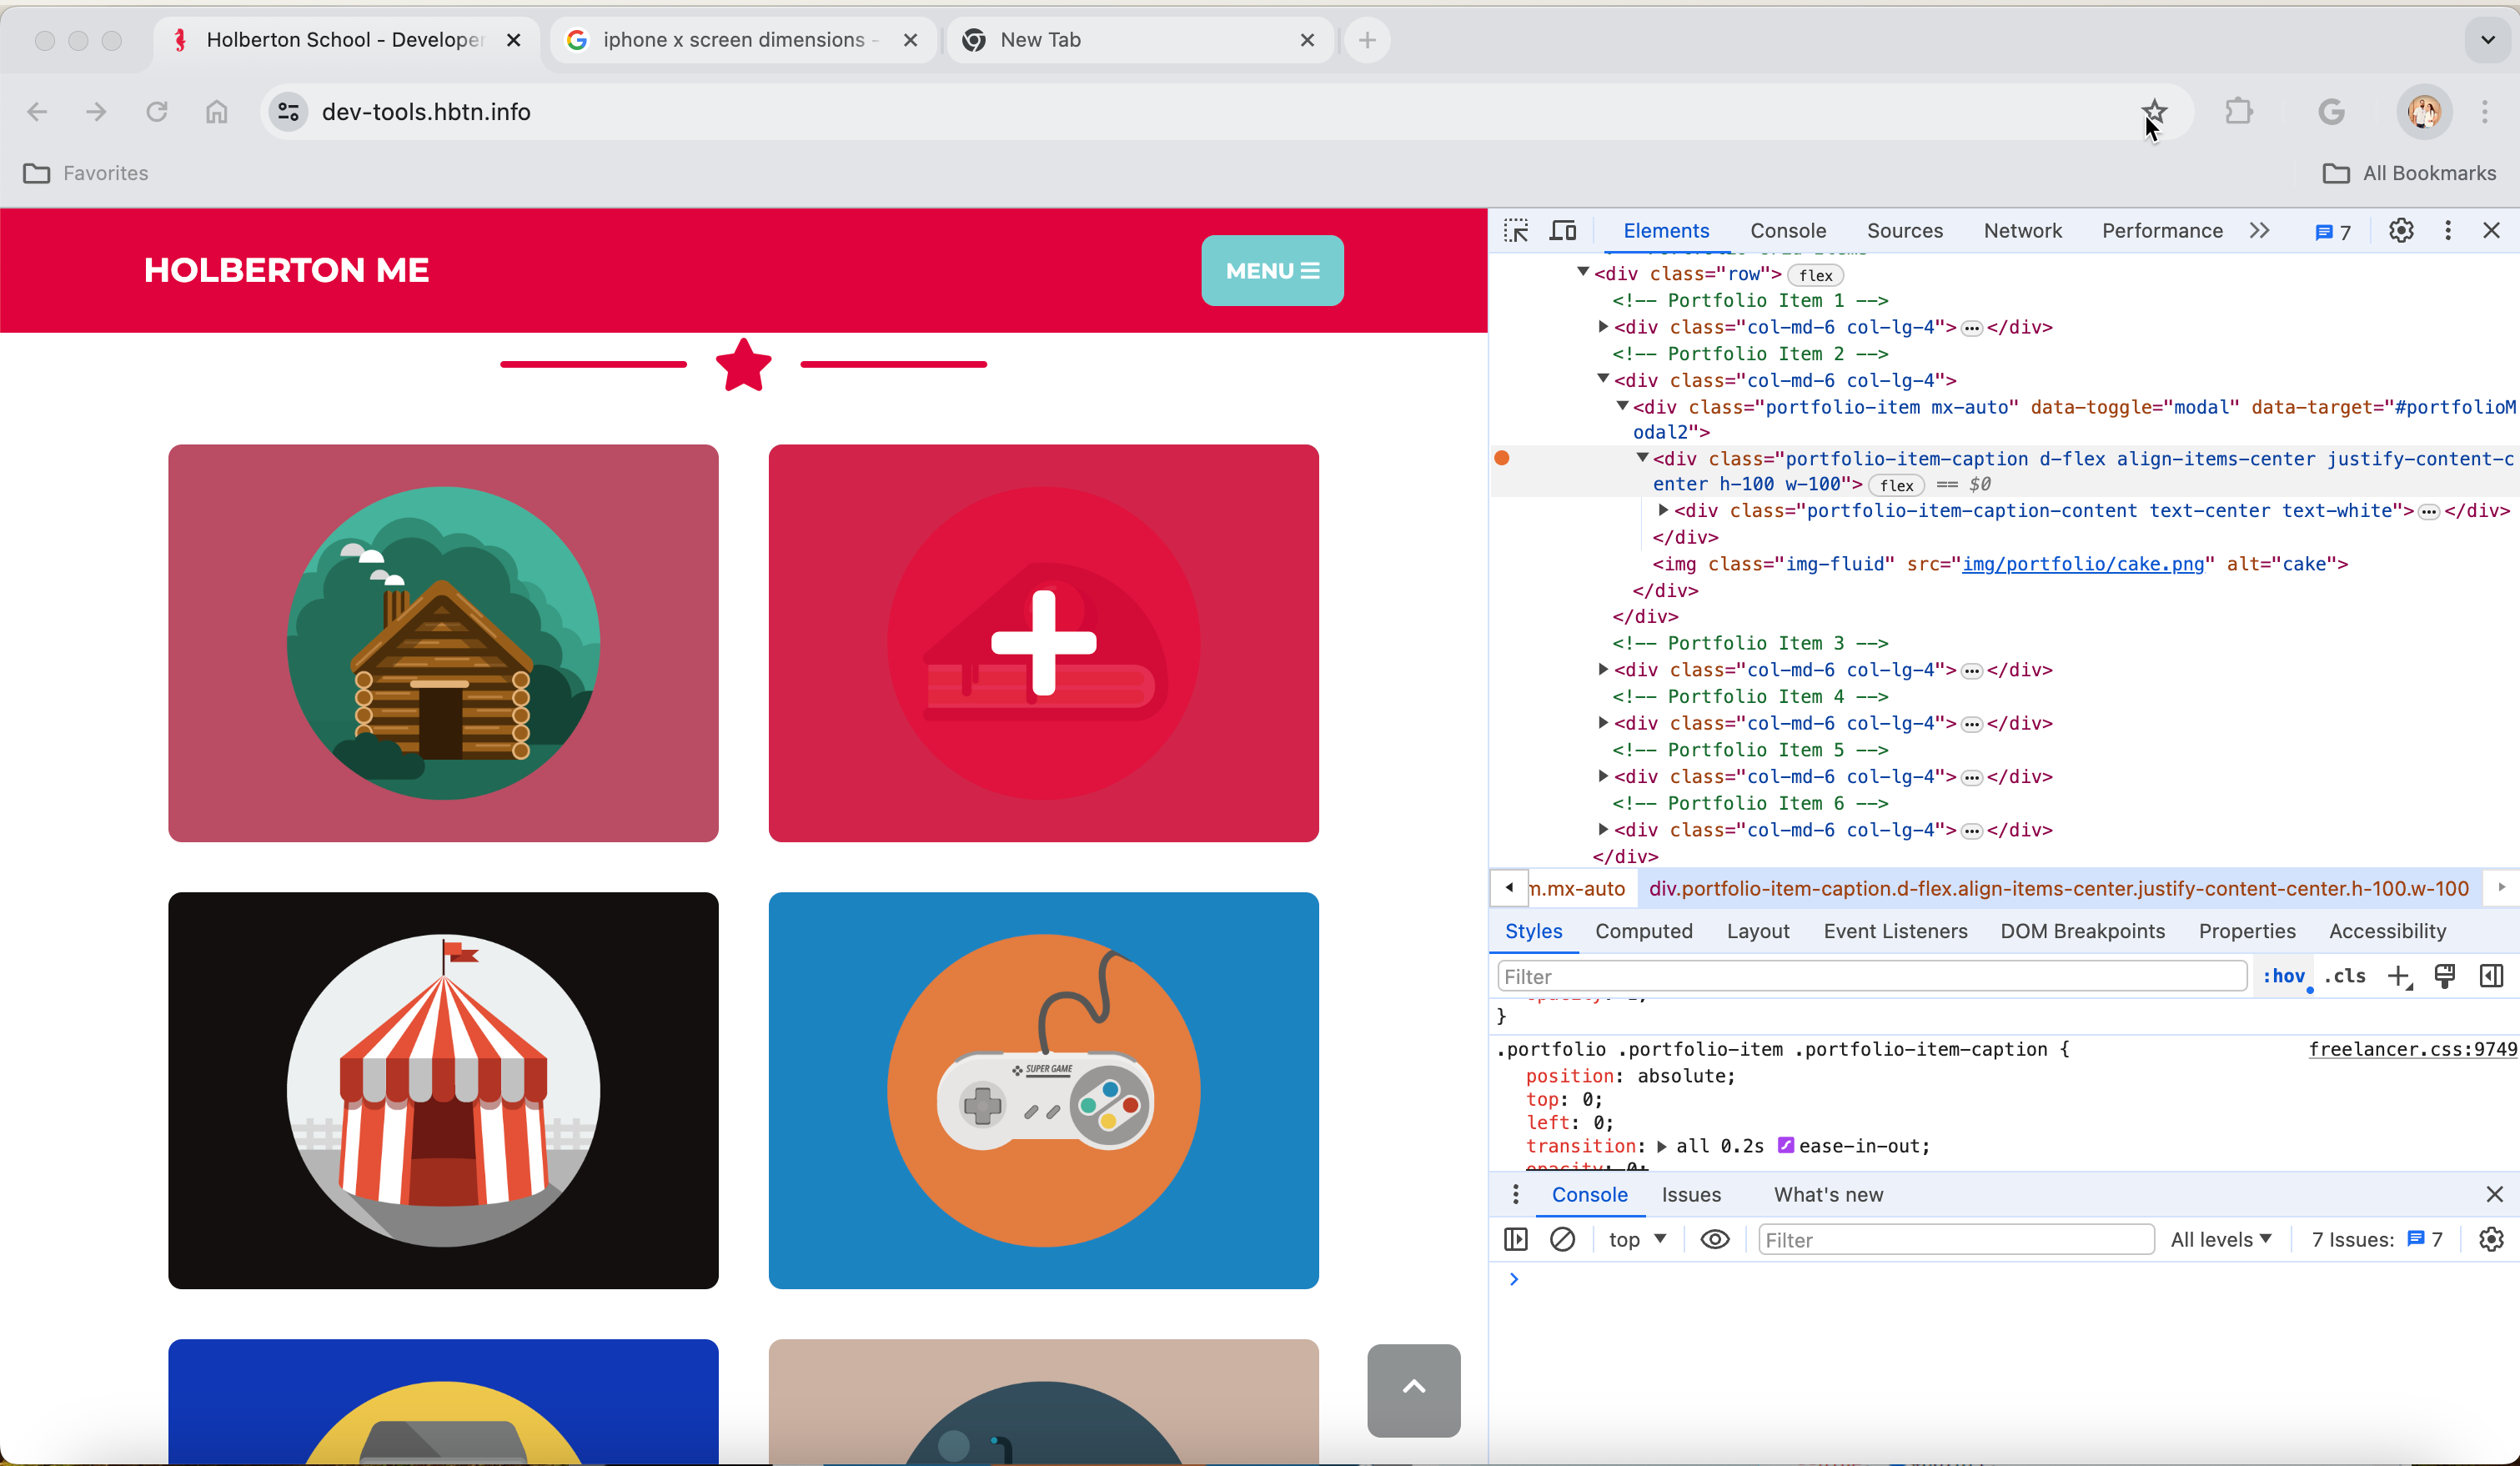 Holberton School - Developer
iphone x screen dimensions -
New Tab
dev-tools.hbtn.info
Favorites
All Bookmarks
HOLBERTON ME
MENU
SUPER GAME
Elements Console Sources Network Performance 7
<div class="row"> flex
<!-- Portfolio Item 1 -->
<div class="col-md-6 col-lg-4"> … </div>
<!-- Portfolio Item 2 -->
<div class="col-md-6 col-lg-4">
<div class="portfolio-item mx-auto" data-toggle="modal" data-target="#portfolioM
odal2">
<div class="portfolio-item-caption d-flex align-items-center justify-content-c
enter h-100 w-100"> flex == $0
<div class="portfolio-item-caption-content text-center text-white"> … </div>
</div>
<img class="img-fluid" src="img/portfolio/cake.png" alt="cake">
</div>
</div>
<!-- Portfolio Item 3 -->
<div class="col-md-6 col-lg-4"> … </div>
<!-- Portfolio Item 4 -->
<div class="col-md-6 col-lg-4"> … </div>
<!-- Portfolio Item 5 -->
<div class="col-md-6 col-lg-4"> … </div>
<!-- Portfolio Item 6 -->
<div class="col-md-6 col-lg-4"> … </div>
</div>
m.mx-auto div.portfolio-item-caption.d-flex.align-items-center.justify-content-center.h-100.w-100
Styles Computed Layout Event Listeners DOM Breakpoints Properties Accessibility
Filter :hov .cls
}
.portfolio .portfolio-item .portfolio-item-caption { freelancer.css:9749
position: absolute;
top: 0;
left: 0;
transition: all 0.2s ease-in-out;
opacity: 0;
Console Issues What's new
top Filter All levels 7 Issues: 7